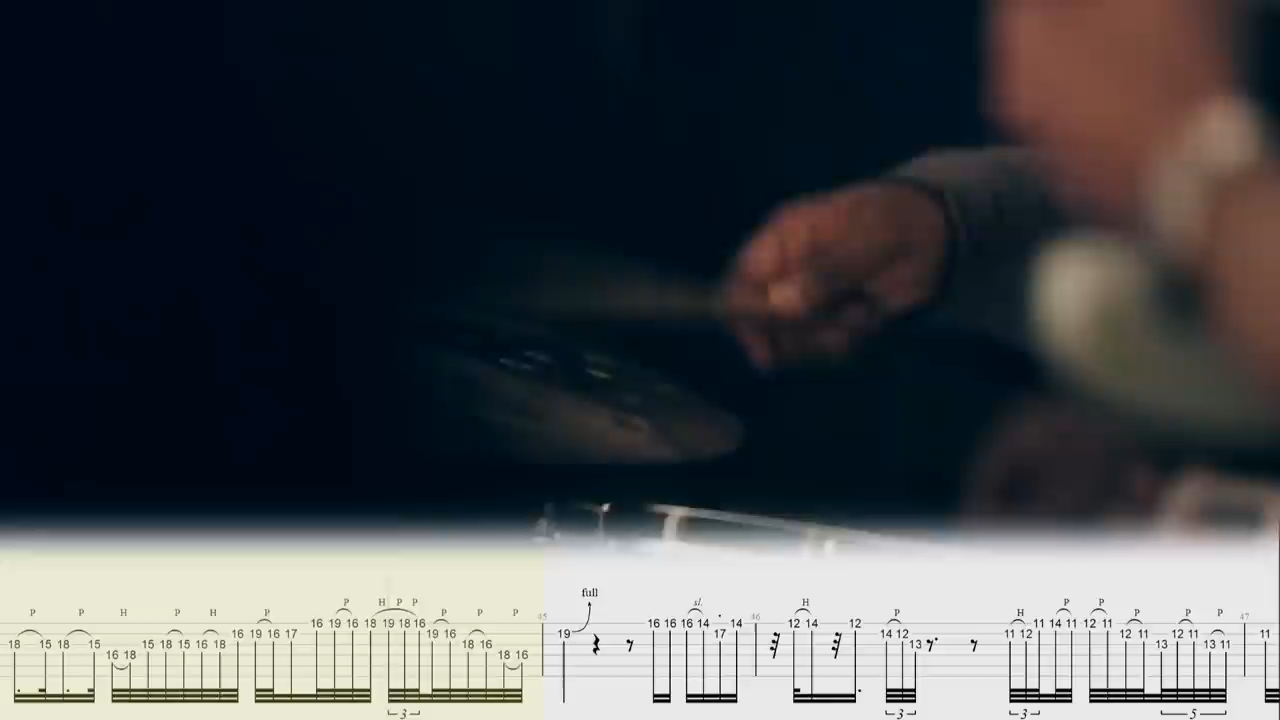 full
P P H P H P P H P P P P P sl. H P H P P P P P
45 46 47
18 15 18 15 16 18 15 18 15 16 18 16 19 16 17 16 19 16 18 19 18 16 19 16 18 16 18 16 19 16 16 16 14 17 14 12 14 12 14 12 13 11 12 11 14 11 12 11 12 11 13 12 11 13 11 11
3 3 3 5